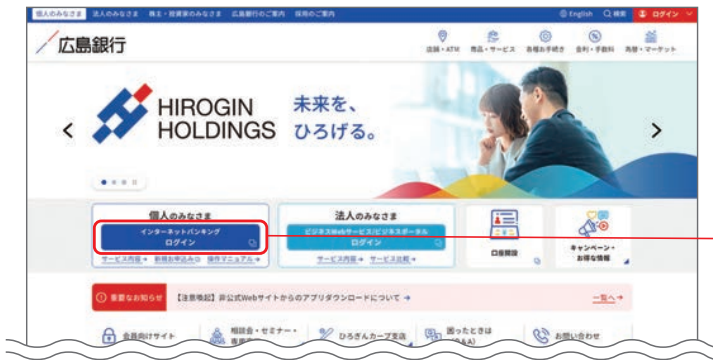 個人のみなさま 法人のみなさま 株主・投資家のみなさま 広島銀行のご案内 採用のご案内 English 検索 ログイン
広島銀行 店舗・ATM 商品・サービス 各種お手続き 金利・手数料 為替・マーケット
HIROGIN
HOLDINGS
未来を、
ひろげる。
個人のみなさま
インターネットバンキング
ログイン
サービス内容 新規お申込み 操作マニュアル
法人のみなさま
ビジネスWebサービス/ビジネスポータル
ログイン
サービス内容 サービス比較
口座開設
キャンペーン・
お得な情報
重要なお知らせ 【注意喚起】非公式Webサイトからのアプリダウンロードについて 一覧へ
会員向けサイト
相談会・セミナー・
ひろぎんカープ支店
困ったときは
お問い合わせ